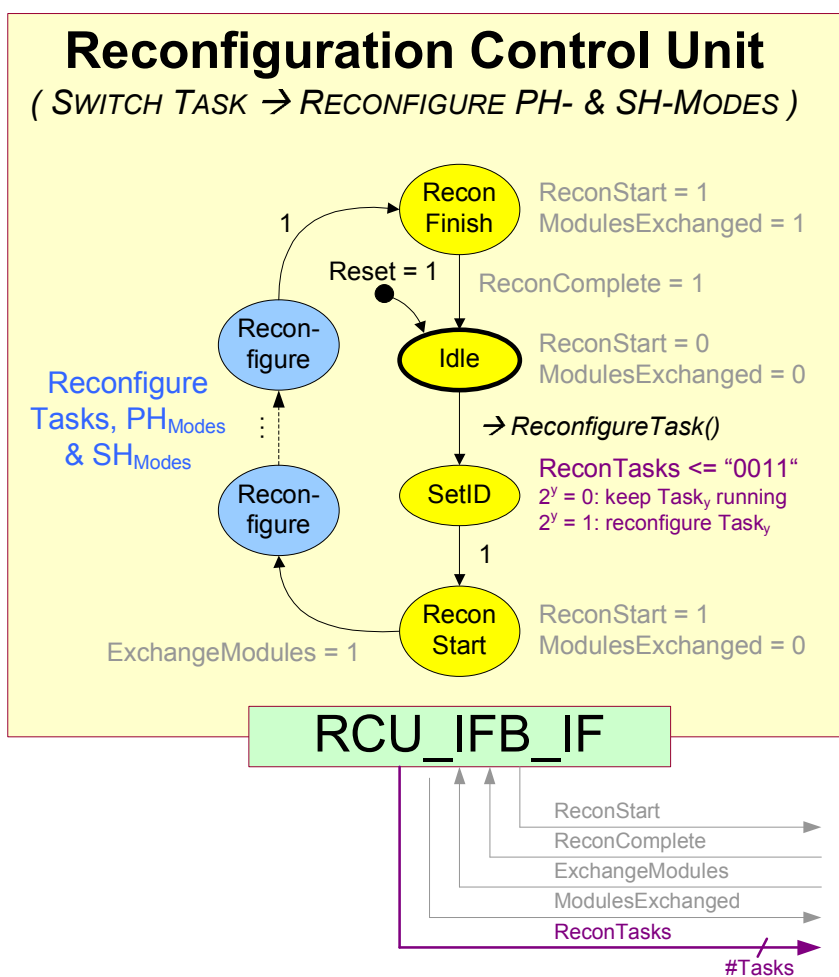 Reconfiguration Control Unit
( SWITCH TASK → RECONFIGURE PH- & SH-MODES )
Recon
Finish
ReconStart = 1
ModulesExchanged = 1
1
Reset = 1
ReconComplete = 1
Recon-
figure
Idle
ReconStart = 0
ModulesExchanged = 0
Reconfigure
Tasks, PHModes
& SHModes
...
→ ReconfigureTask()
Recon-
figure
SetID
ReconTasks <= “0011“
2y = 0: keep Tasky running
2y = 1: reconfigure Tasky
1
Recon
Start
ReconStart = 1
ModulesExchanged = 0
ExchangeModules = 1
RCU_IFB_IF
ReconStart
ReconComplete
ExchangeModules
ModulesExchanged
ReconTasks
#Tasks